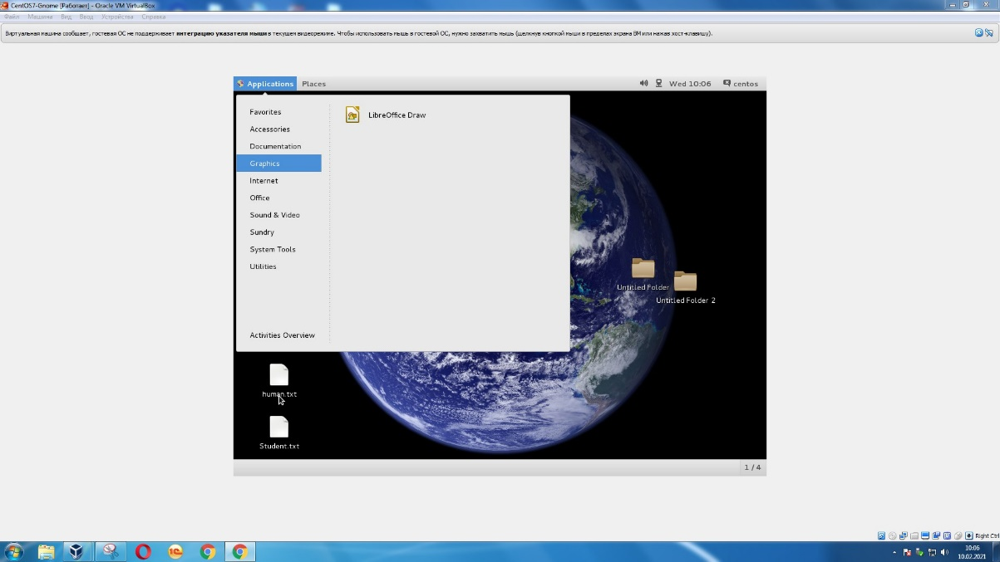 CentOS7-Gnome [Работает] - Oracle VM VirtualBox
Файл Машина Вид Ввод Устройства Справка
Виртуальная машина сообщает, гостевая ОС не поддерживает интеграцию указателя мыши в текущем видеорежиме. Чтобы использовать мышь в гостевой ОС, нужно захватить мышь (щелкнув кнопкой мыши в пределах экрана ВМ или нажав хост-клавишу).
Applications Places Wed 10:06 centos
Favorites
Accessories
Documentation
Graphics
Internet
Office
Sound & Video
Sundry
System Tools
Utilities
Activities Overview
LibreOffice Draw
Untitled Folder
Untitled Folder 2
human.txt
Student.txt
1 / 4
Right Ctrl
1С
10:06
10.02.2021